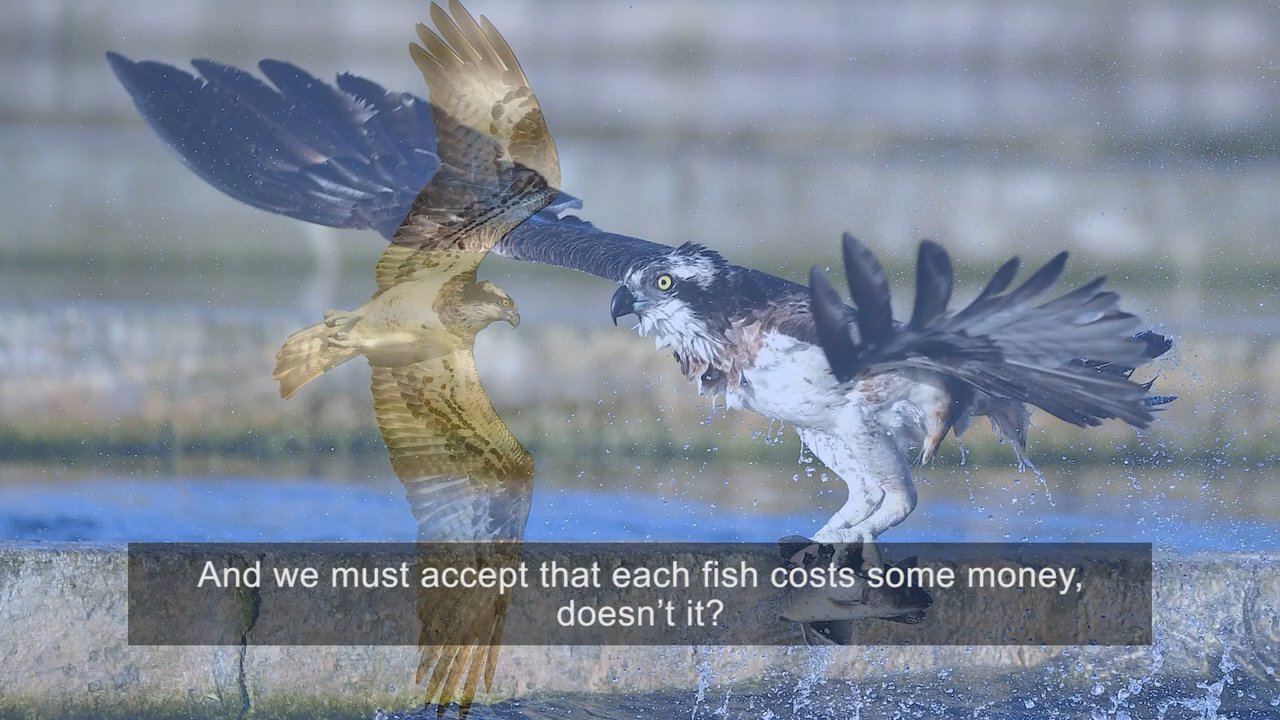 And we must accept that each fish costs some money,
doesn’t it?